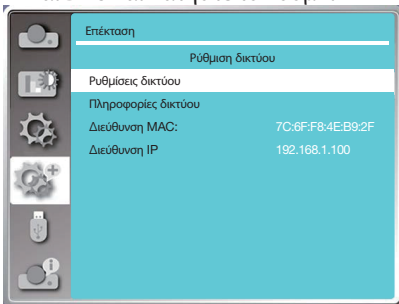 Επέκταση
Ρύθμιση δικτύου
Ρυθμίσεις δικτύου
Πληροφορίες δικτύου
Διεύθυνση MAC: 7C:6F:F8:4E:B9:2F
Διεύθυνση IP 192.168.1.100